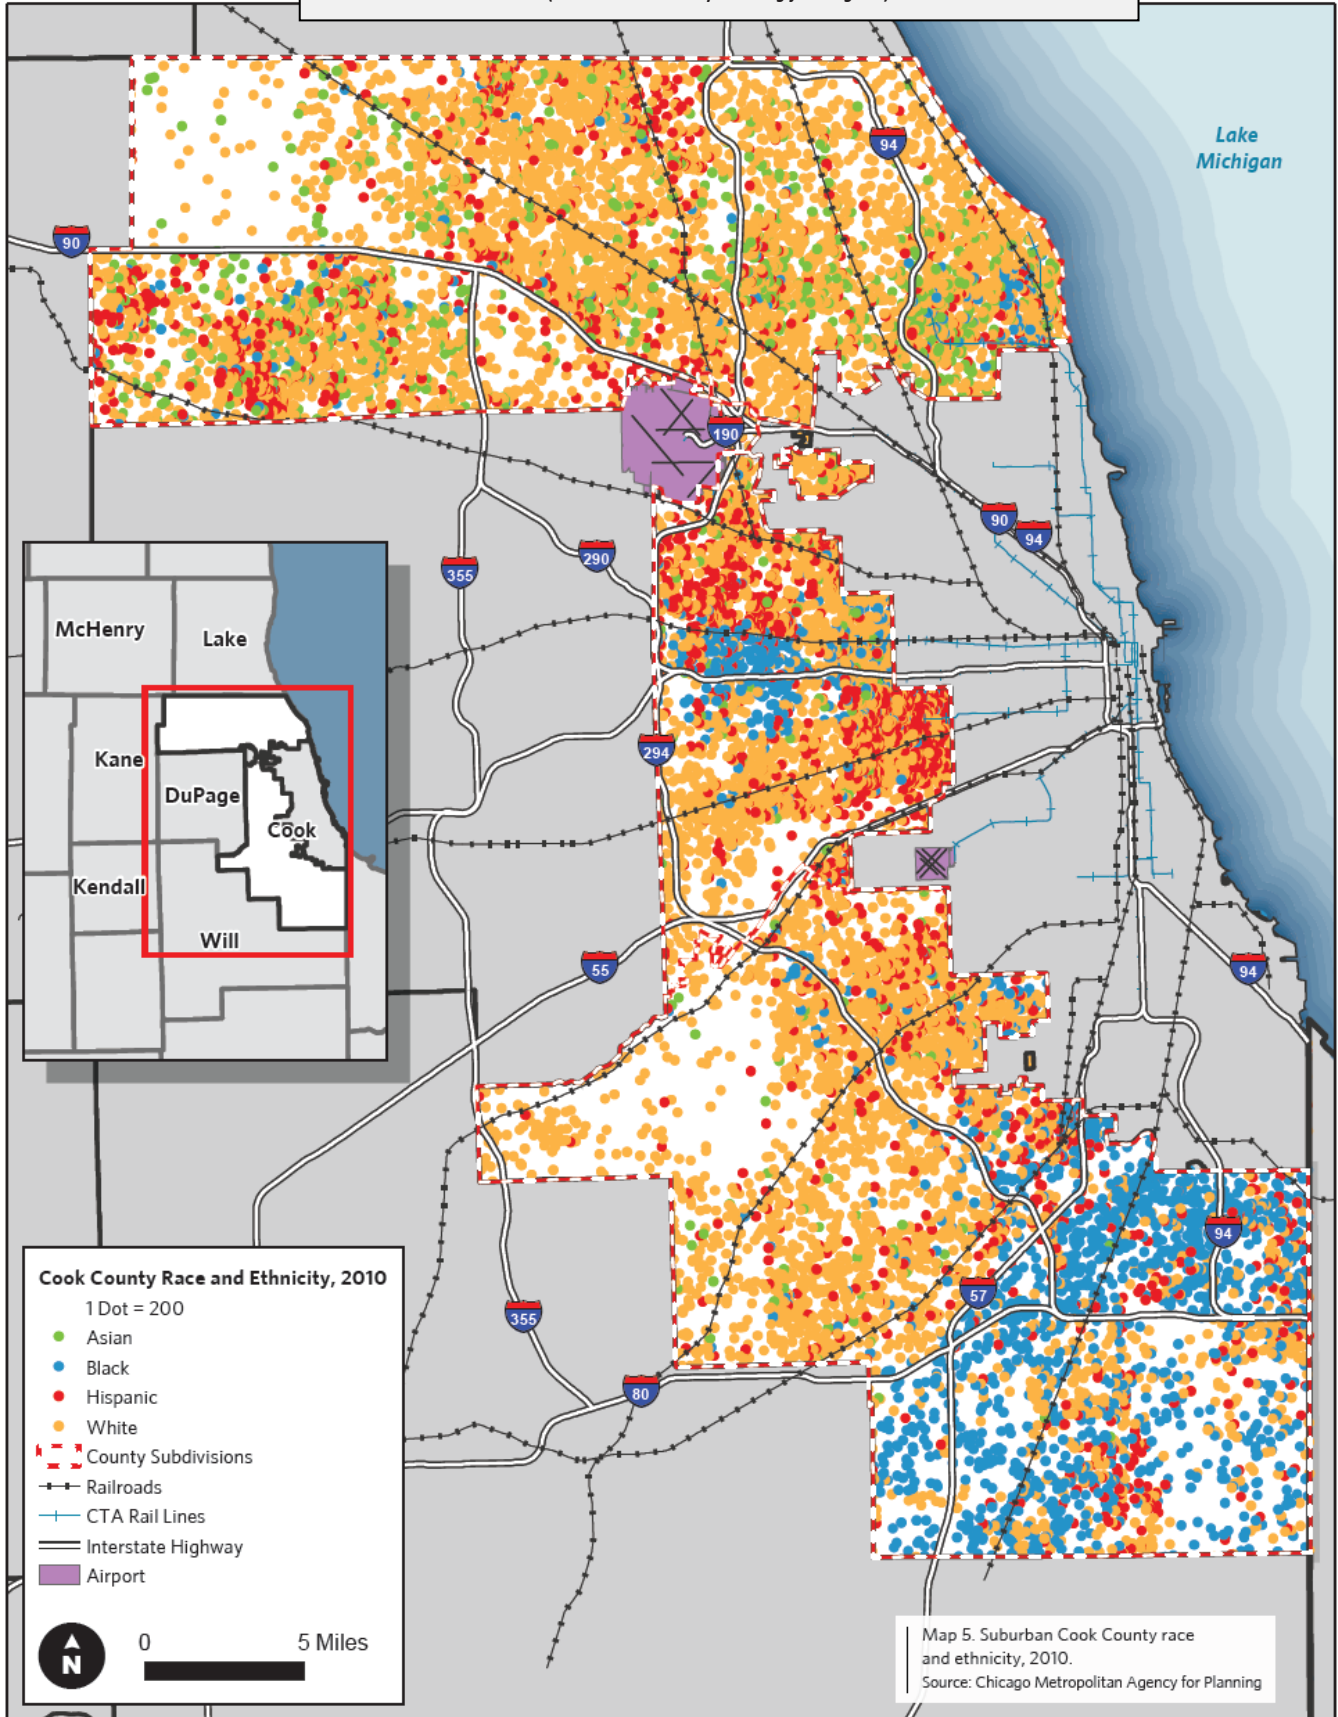 Lake
Michigan
94
90
190
90
94
290
355
294
55
94
94
57
355
80
McHenry
Lake
Kane
DuPage
Cook
Kendall
Will
Cook County Race and Ethnicity, 2010
1 Dot = 200
Asian
Black
Hispanic
White
County Subdivisions
Railroads
CTA Rail Lines
Interstate Highway
Airport
N
0 5 Miles
Map 5. Suburban Cook County race
and ethnicity, 2010.
Source: Chicago Metropolitan Agency for Planning